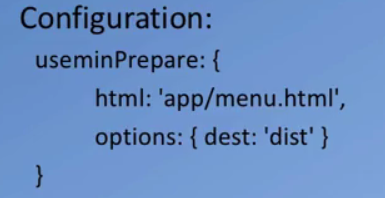 Configuration:
useminPrepare: {
html: 'app/menu.html',
options: { dest: 'dist' }
}